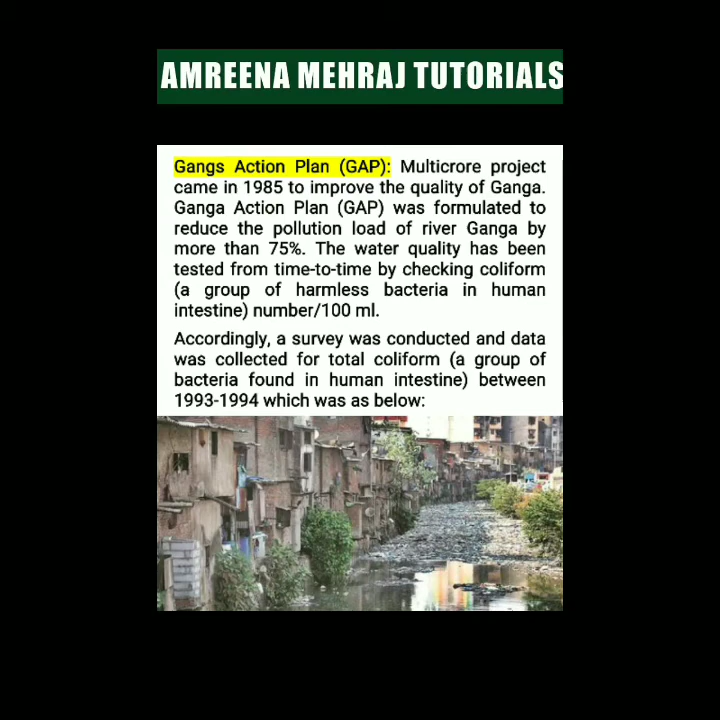 AMREENA MEHRAJ TUTORIALS
Gangs Action Plan (GAP): Multicrore project
came in 1985 to improve the quality of Ganga.
Ganga Action Plan (GAP) was formulated to
reduce the pollution load of river Ganga by
more than 75%. The water quality has been
tested from time-to-time by checking coliform
(a group of harmless bacteria in human
intestine) number/100 ml.
Accordingly, a survey was conducted and data
was collected for total coliform (a group of
bacteria found in human intestine) between
1993-1994 which was as below: